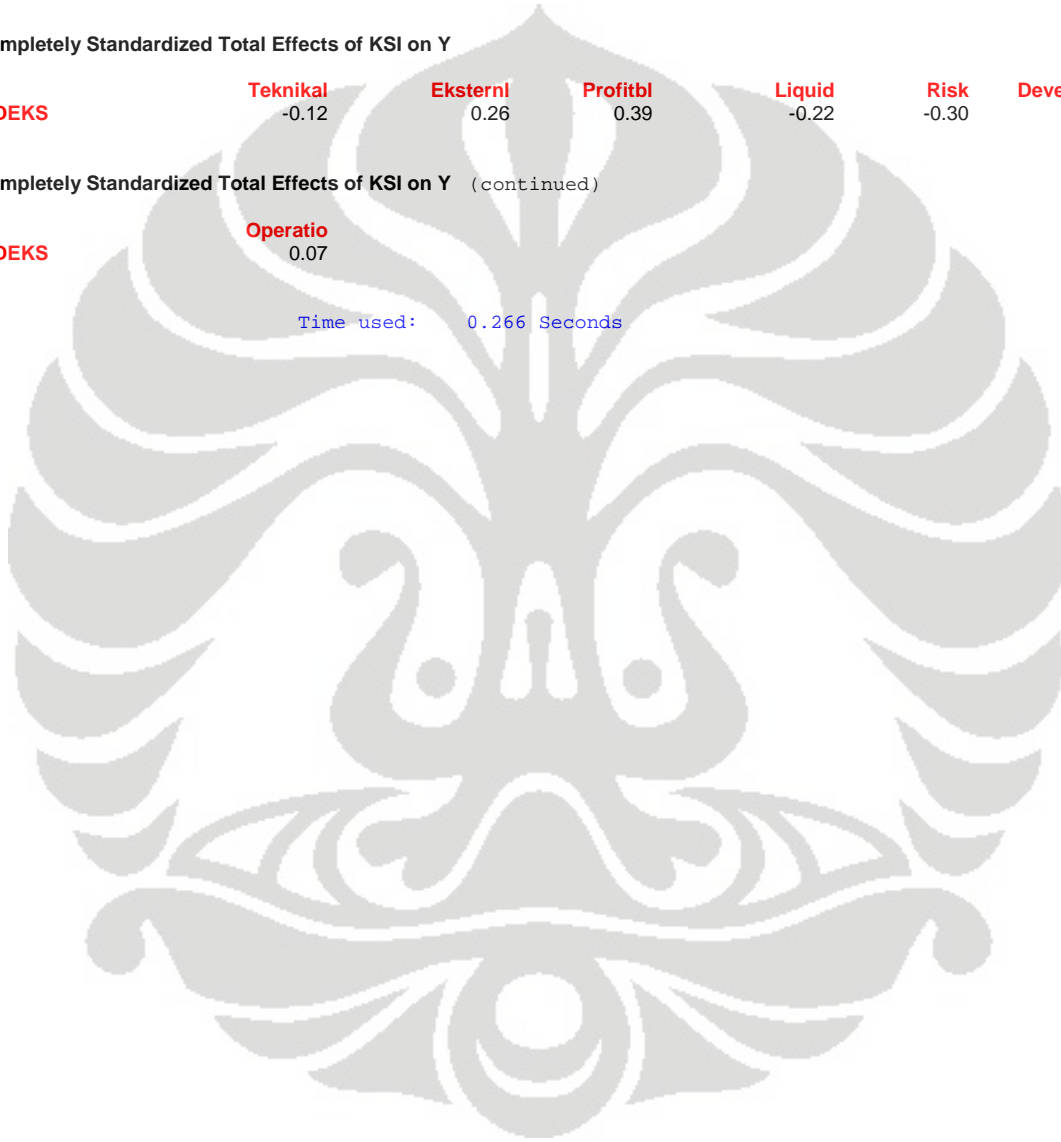 mpletely Standardized Total Effects of KSI on Y
Teknikal Eksternl Profitbl Liquid Risk Deve
DEKS -0.12 0.26 0.39 -0.22 -0.30
mpletely Standardized Total Effects of KSI on Y (continued)
Operatio
DEKS 0.07
Time used: 0.266 Seconds